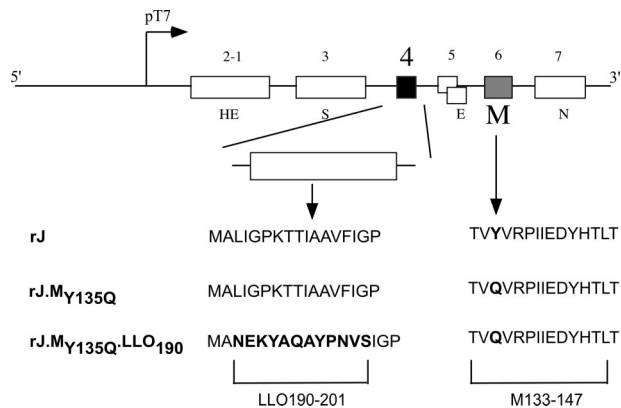 pT7
2-1 3 4 5 6 7
5' 3'
HE S E M N
rJ MALIGPKTTIAAVFIGP TVYVRPIIEDYHTLT
rJ.MY135Q MALIGPKTTIAAVFIGP TVQVRPIIEDYHTLT
rJ.MY135Q.LLO190 MANEKYAQAYPNVSIGP TVQVRPIIEDYHTLT
LLO190-201 M133-147